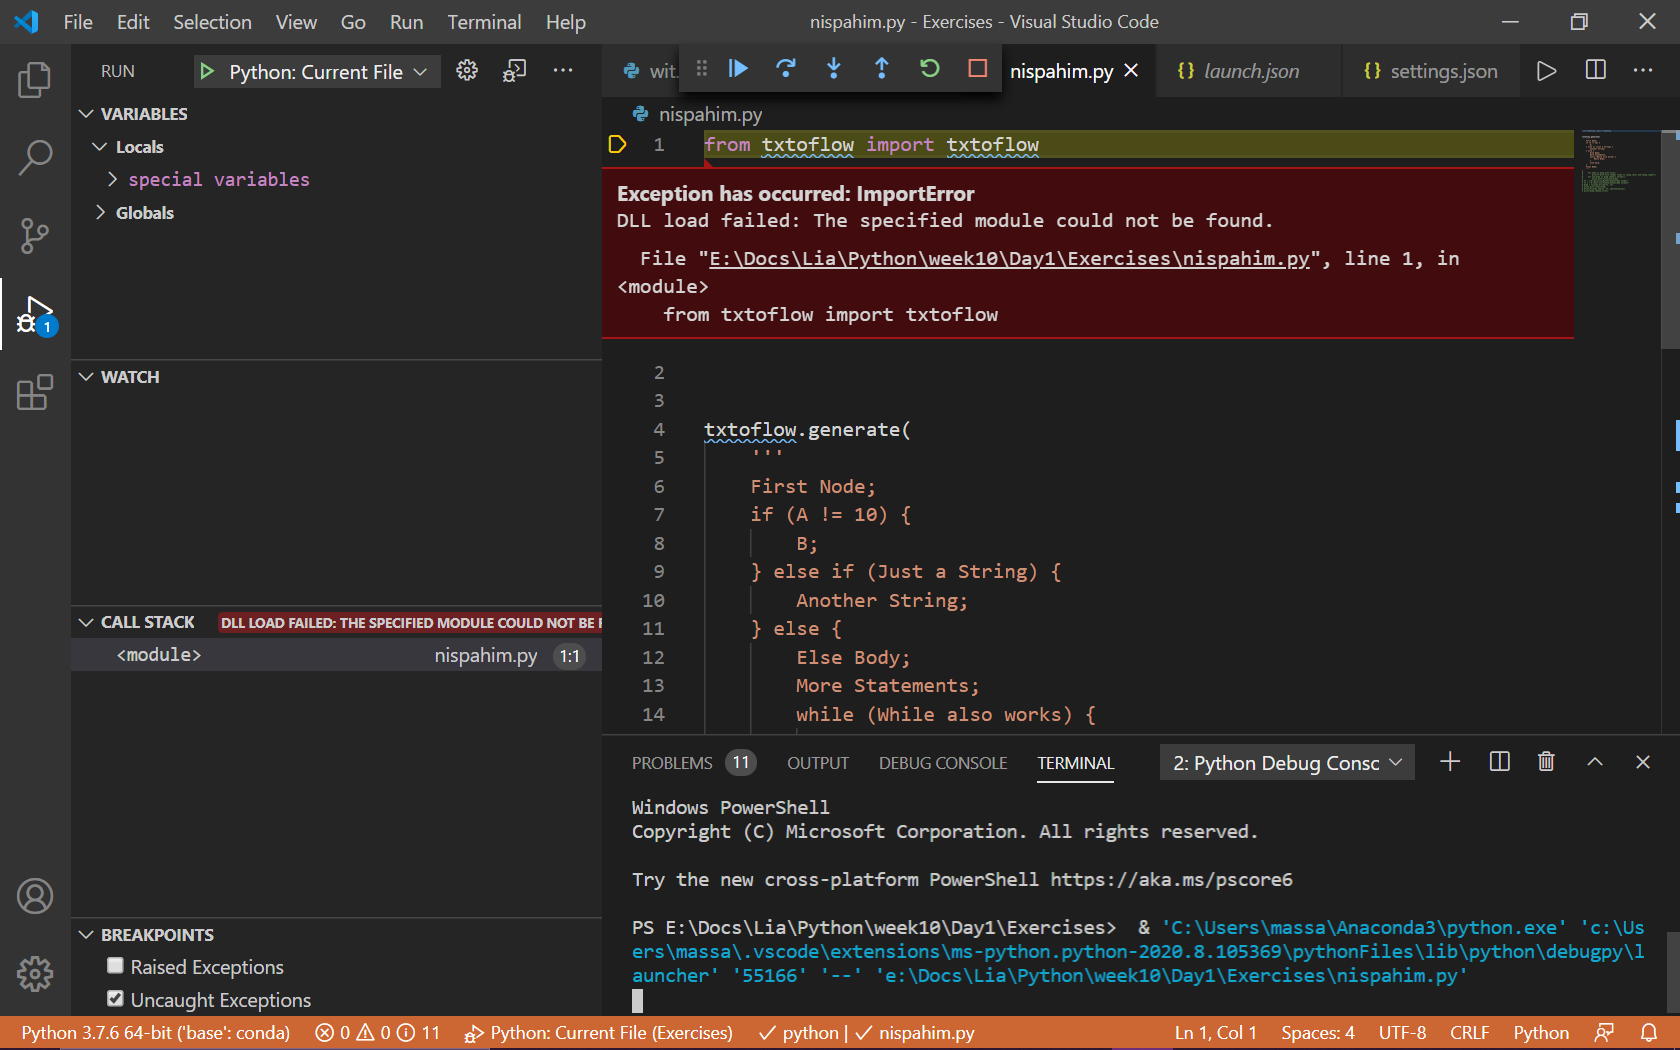 File Edit Selection View Go Run Terminal Help
nispahim.py - Exercises - Visual Studio Code
RUN
Python: Current File
VARIABLES
Locals
special variables
Globals
WATCH
CALL STACK
DLL LOAD FAILED: THE SPECIFIED MODULE COULD NOT BE
<module> nispahim.py 1:1
BREAKPOINTS
Raised Exceptions
Uncaught Exceptions
wit. nispahim.py {} launch.json {} settings.json
nispahim.py
1 from txtoflow import txtoflow
Exception has occurred: ImportError
DLL load failed: The specified module could not be found.
File "E:\Docs\Lia\Python\week10\Day1\Exercises\nispahim.py", line 1, in
<module>
from txtoflow import txtoflow
2
3
4 txtoflow.generate(
5 '''
6 First Node;
7 if (A != 10) {
8 B;
9 } else if (Just a String) {
10 Another String;
11 } else {
12 Else Body;
13 More Statements;
14 while (While also works) {
PROBLEMS 11 OUTPUT DEBUG CONSOLE TERMINAL 2: Python Debug Consc
Windows PowerShell
Copyright (C) Microsoft Corporation. All rights reserved.
Try the new cross-platform PowerShell https://aka.ms/pscore6
PS E:\Docs\Lia\Python\week10\Day1\Exercises> & 'C:\Users\massa\Anaconda3\python.exe' 'c:\Us
ers\massa\.vscode\extensions\ms-python.python-2020.8.105369\pythonFiles\lib\python\debugpy\l
auncher' '55166' '--' 'e:\Docs\Lia\Python\week10\Day1\Exercises\nispahim.py'
1
Python 3.7.6 64-bit ('base': conda) 0 0 11 Python: Current File (Exercises) python | nispahim.py Ln 1, Col 1 Spaces: 4 UTF-8 CRLF Python